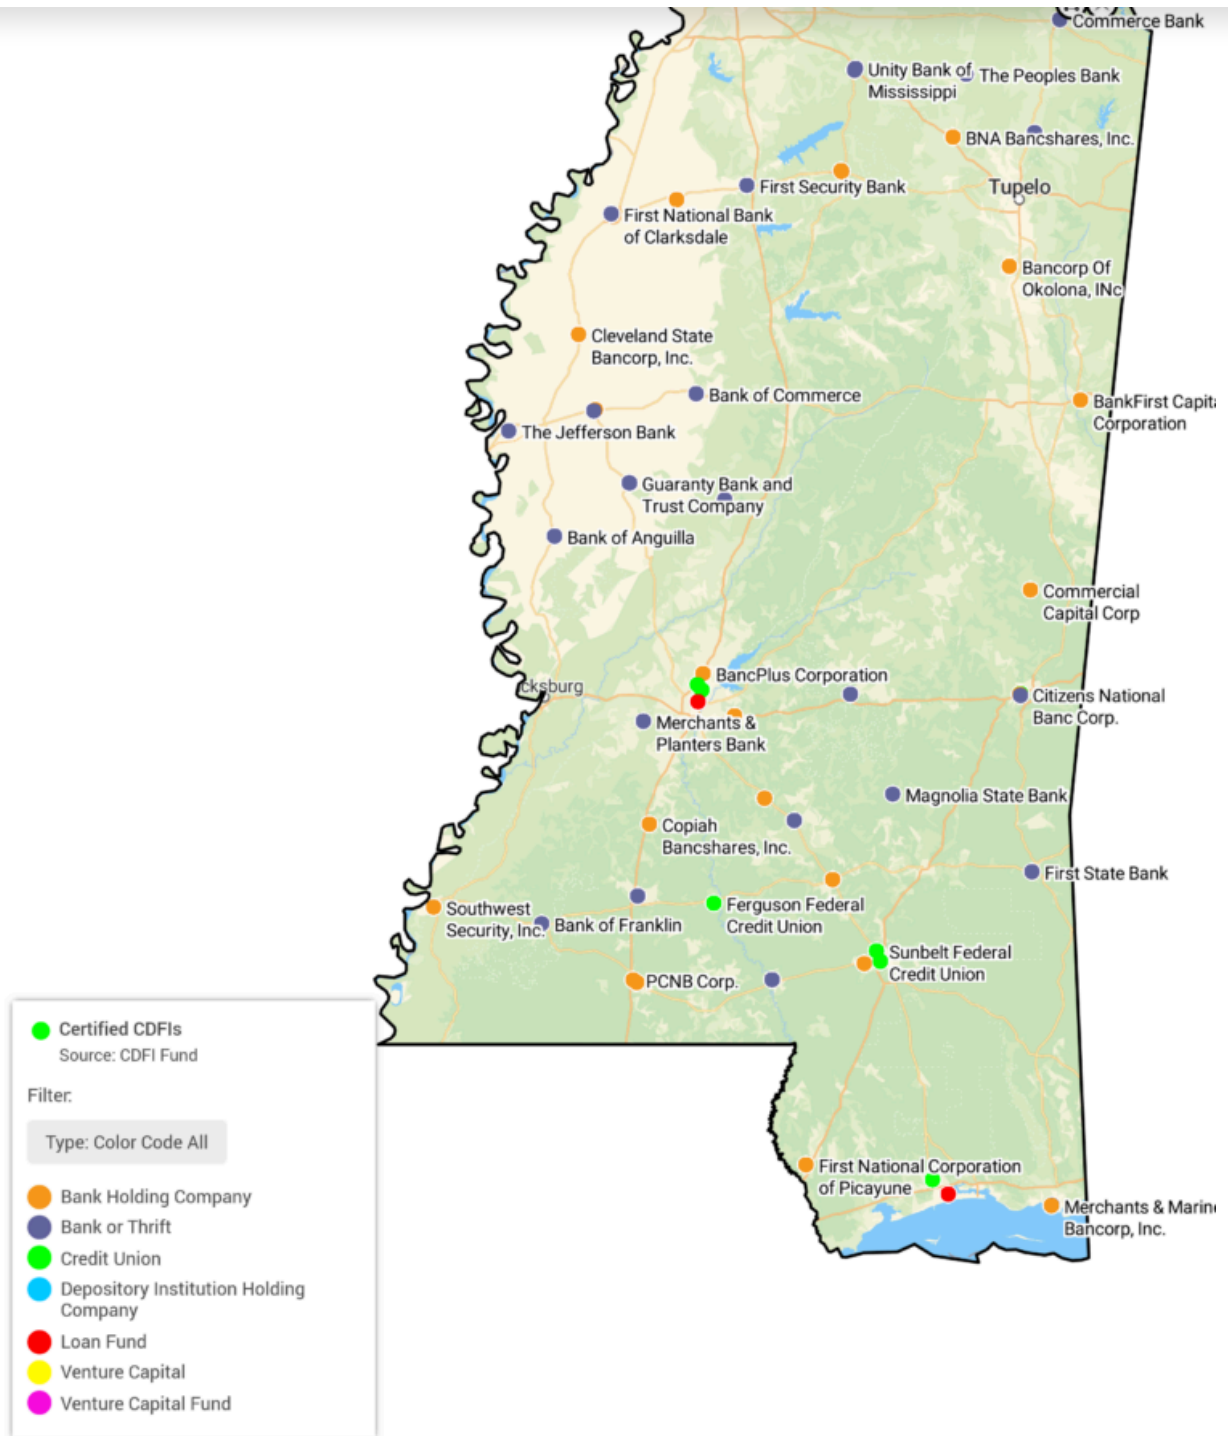 Commerce Bank
Unity Bank of
Mississippi
The Peoples Bank
BNA Bancshares, Inc.
First Security Bank
Tupelo
First National Bank
of Clarksdale
Bancorp Of
Okolona, INc
Cleveland State
Bancorp, Inc.
Bank of Commerce
BankFirst Capita
Corporation
The Jefferson Bank
Guaranty Bank and
Trust Company
Bank of Anguilla
Commercial
Capital Corp
BancPlus Corporation
cksburg
Citizens National
Banc Corp.
Merchants &
Planters Bank
Magnolia State Bank
Copiah
Bancshares, Inc.
First State Bank
Southwest
Security, Inc.
Bank of Franklin
Ferguson Federal
Credit Union
Sunbelt Federal
Credit Union
PCNB Corp.
First National Corporation
of Picayune
Merchants & Marin
Bancorp, Inc.
Certified CDFIs
Source: CDFI Fund
Filter:
Type: Color Code All
Bank Holding Company
Bank or Thrift
Credit Union
Depository Institution Holding
Company
Loan Fund
Venture Capital
Venture Capital Fund